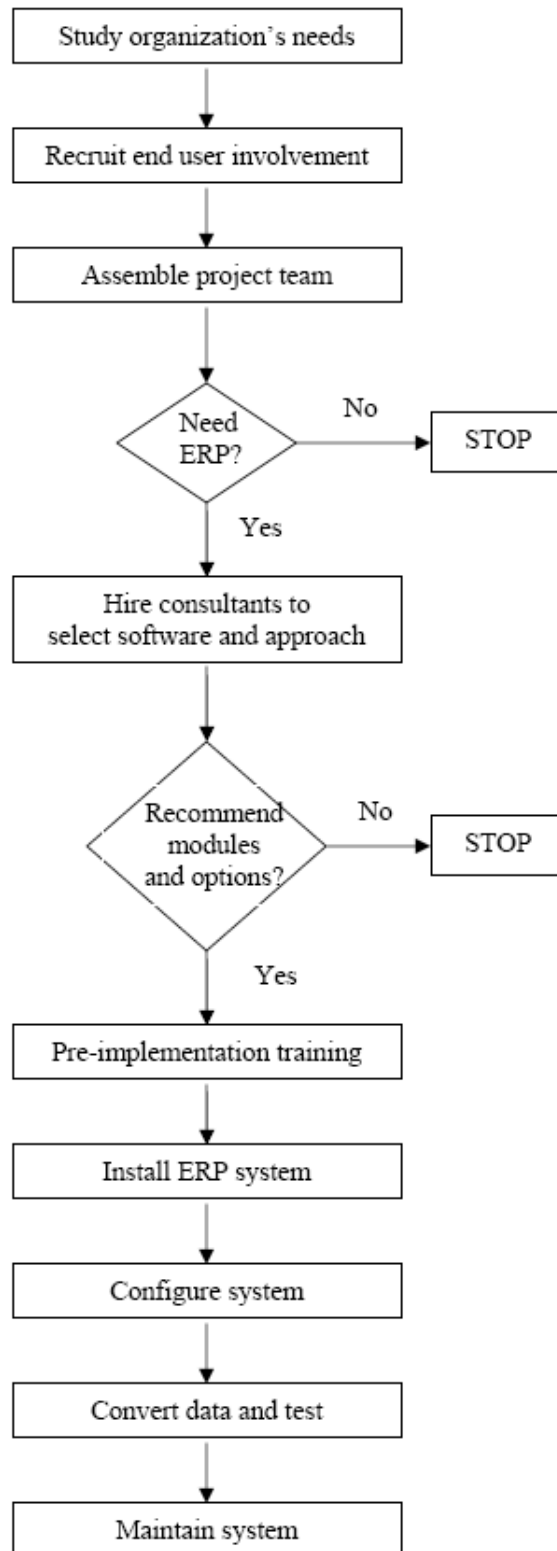 Study organization’s needs
Recruit end user involvement
Assemble project team
Need
ERP?
No
STOP
Yes
Hire consultants to
select software and approach
Recommend
modules
and options?
No
STOP
Yes
Pre-implementation training
Install ERP system
Configure system
Convert data and test
Maintain system